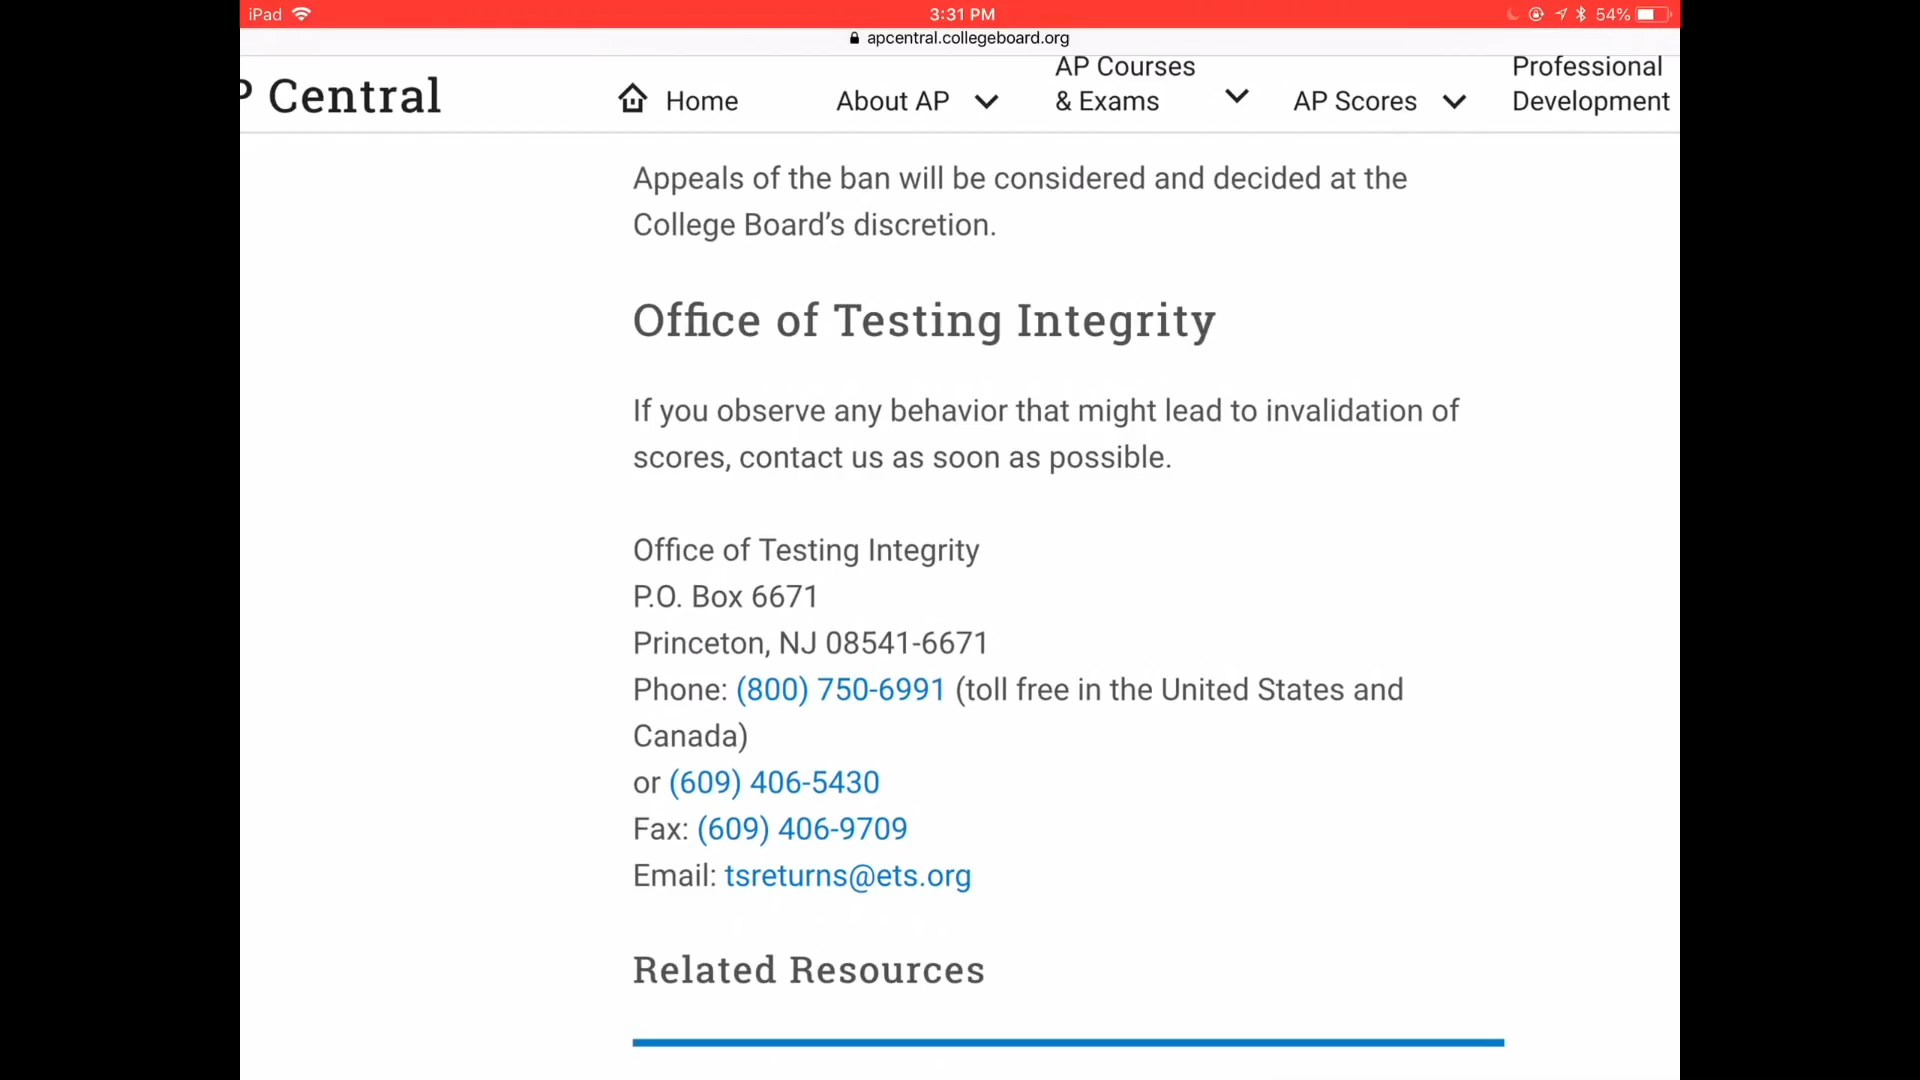 iPad 3:31 PM 54%
apcentral.collegeboard.org
Central Home About AP AP Courses & Exams AP Scores Professional Development
Appeals of the ban will be considered and decided at the
College Board’s discretion.
Office of Testing Integrity
If you observe any behavior that might lead to invalidation of
scores, contact us as soon as possible.
Office of Testing Integrity
P.O. Box 6671
Princeton, NJ 08541-6671
Phone: (800) 750-6991 (toll free in the United States and
Canada)
or (609) 406-5430
Fax: (609) 406-9709
Email: tsreturns@ets.org
Related Resources